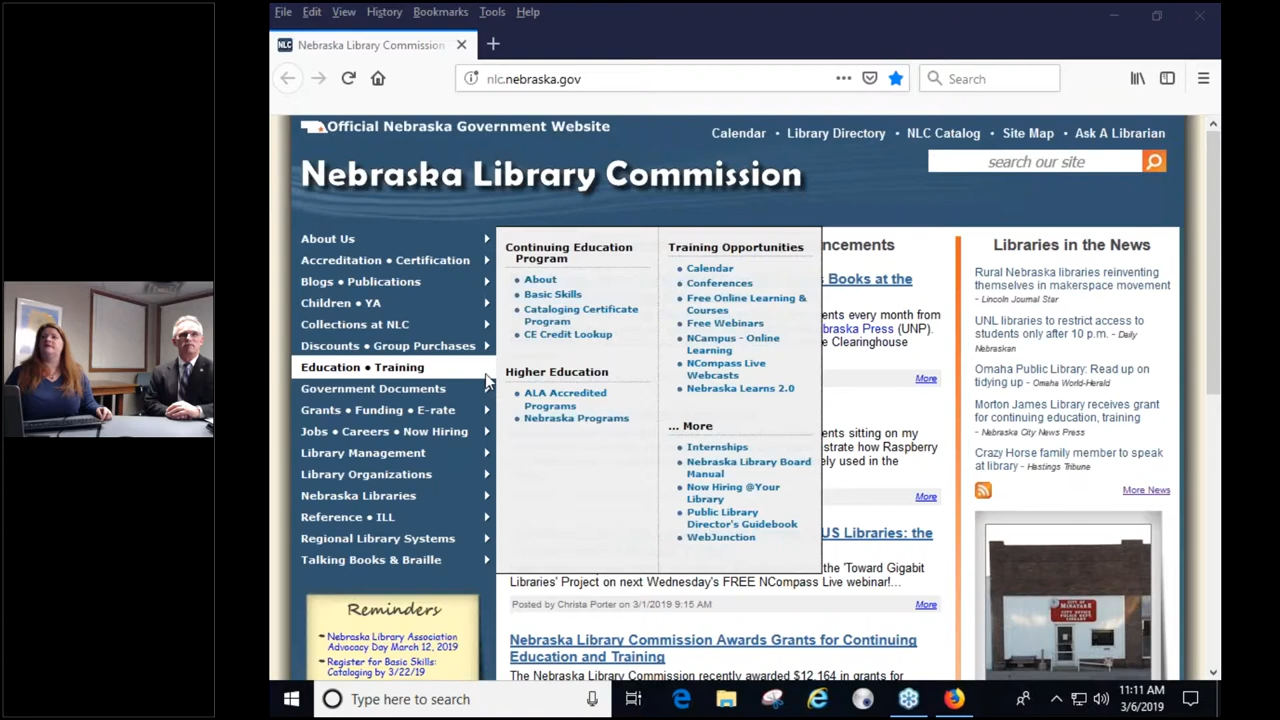 File Edit View History Bookmarks Tools Help
NLC Nebraska Library Commission
nlc.nebraska.gov
Search
Official Nebraska Government Website
Calendar • Library Directory • NLC Catalog • Site Map • Ask A Librarian
Nebraska Library Commission
search our site
About Us
Accreditation • Certification
Blogs • Publications
Children • YA
Collections at NLC
Discounts • Group Purchases
Education • Training
Government Documents
Grants • Funding • E-rate
Jobs • Careers • Now Hiring
Library Management
Library Organizations
Nebraska Libraries
Reference • ILL
Regional Library Systems
Talking Books & Braille
Reminders
Nebraska Library Association
Advocacy Day March 12, 2019
Register for Basic Skills:
Cataloging by 3/22/19
Continuing Education
Program
• About
• Basic Skills
• Cataloging Certificate
Program
• CE Credit Lookup
Higher Education
• ALA Accredited
Programs
• Nebraska Programs
Training Opportunities
• Calendar
• Conferences
• Free Online Learning &
Courses
• Free Webinars
• NCampus - Online
Learning
• NCompass Live
Webcasts
• Nebraska Learns 2.0
... More
• Internships
• Nebraska Library Board
Manual
• Now Hiring @Your
Library
• Public Library
Director's Guidebook
• WebJunction
ncements
s Books at the
ents every month from
braska Press (UNP).
Clearinghouse
More
ents sitting on my
strate how Raspberry
ely used in the
More
US Libraries: the
the 'Toward Gigabit
Libraries' Project on next Wednesday's FREE NCompass Live webinar!...
Posted by Christa Porter on 3/1/2019 9:15 AM
More
Nebraska Library Commission Awards Grants for Continuing
Education and Training
The Nebraska Library Commission recently awarded $12,164 in grants for
Libraries in the News
Rural Nebraska libraries reinventing
themselves in makerspace movement
- Lincoln Journal Star
UNL libraries to restrict access to
students only after 10 p.m. - Daily
Nebraskan
Omaha Public Library: Read up on
tidying up - Omaha World-Herald
Morton James Library receives grant
for continuing education, training
- Nebraska City News Press
Crazy Horse family member to speak
at library - Hastings Tribune
More News
CITY OF
MINATARE
CITY OFFICE
POLICE DEPT.
LIBRARY
Type here to search
11:11 AM
3/6/2019